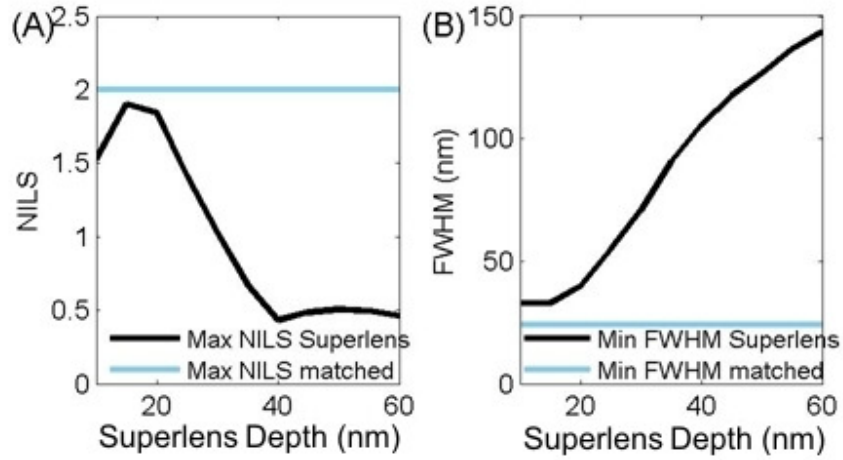 (A)
2.5
2
1.5
1
0.5
0
NILS
Max NILS Superlens
Max NILS matched
20
40
60
Superlens Depth (nm)
(B)
150
100
50
0
FWHM (nm)
Min FWHM Superlens
Min FWHM matched
20
40
60
Superlens Depth (nm)